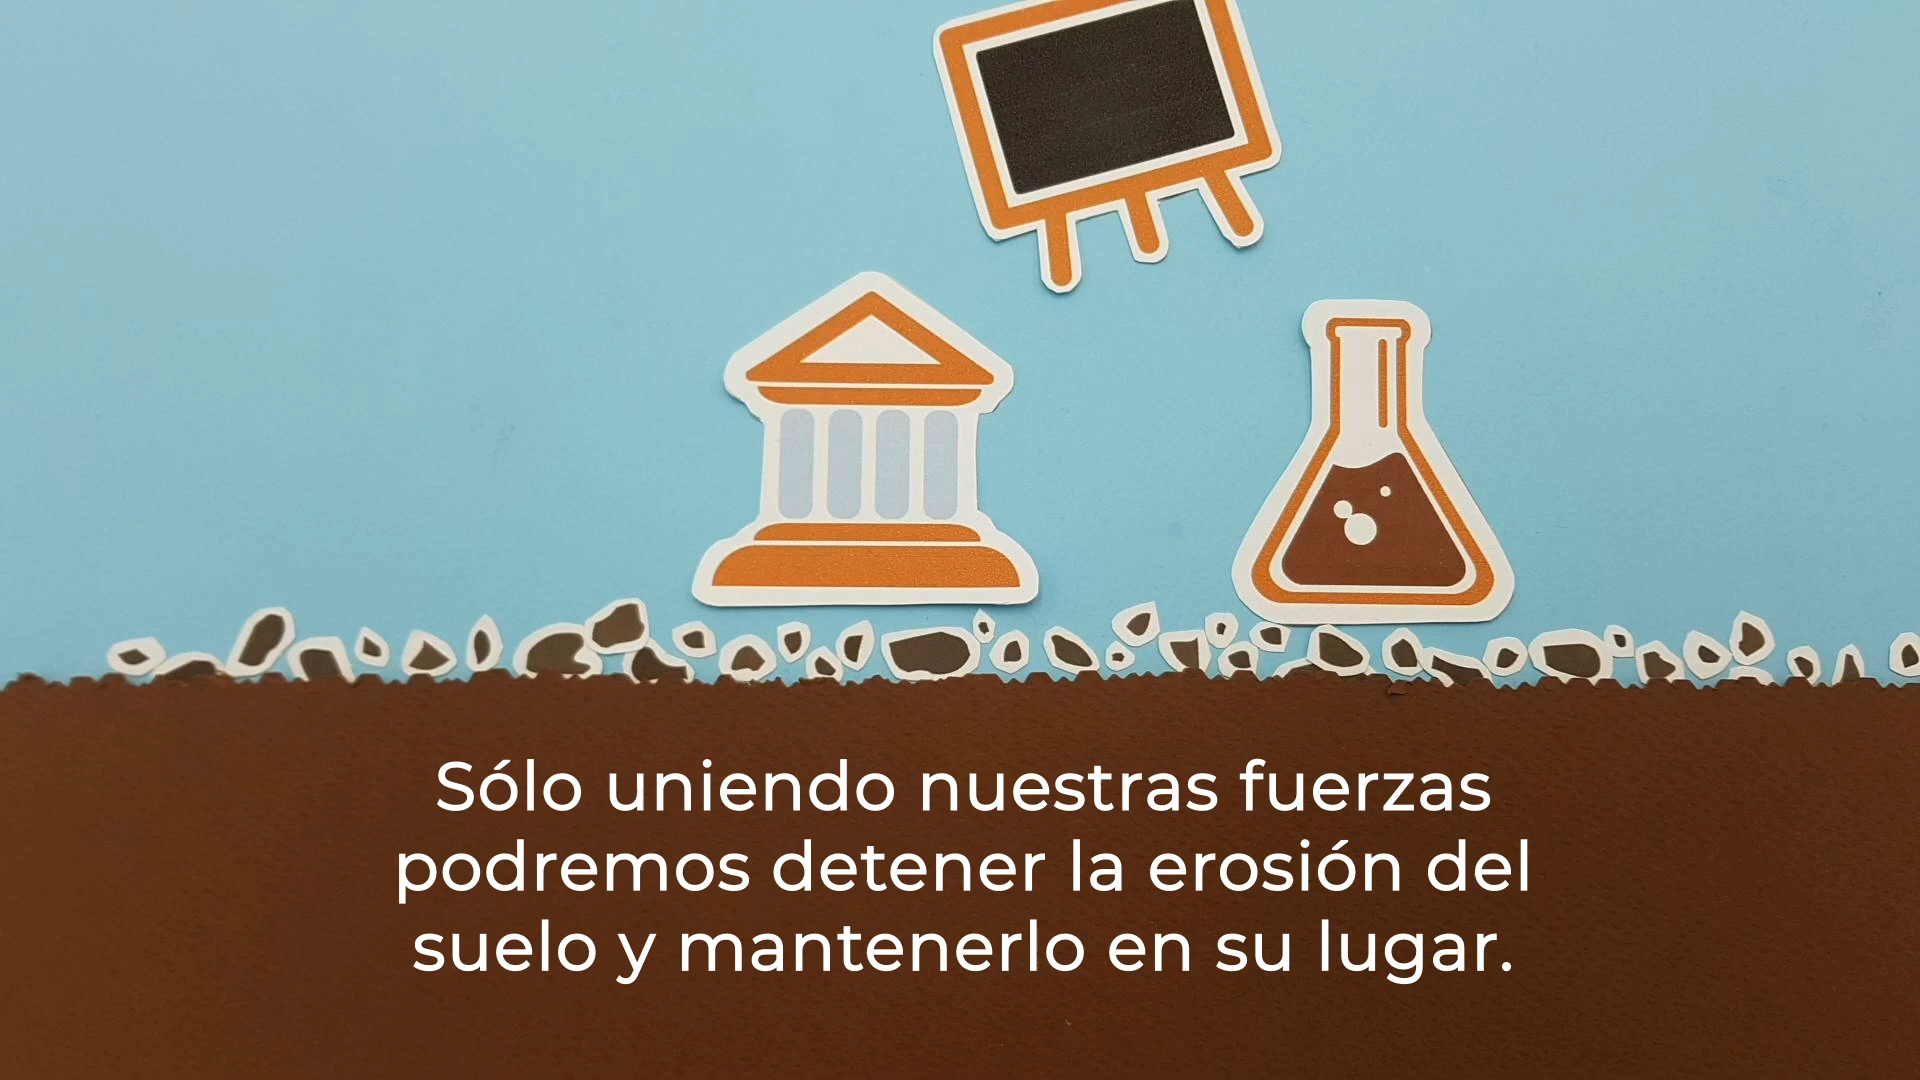 Sólo uniendo nuestras fuerzas
podremos detener la erosión del
suelo y mantenerlo en su lugar.